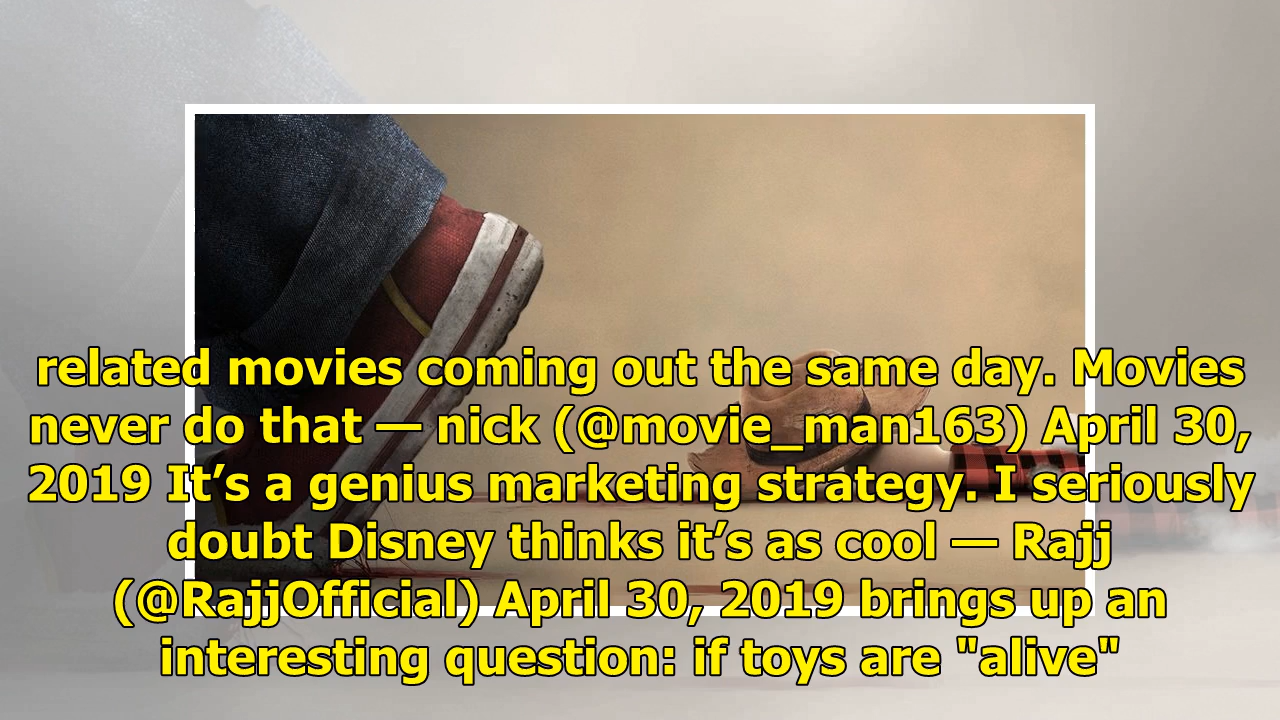 related movies coming out the same day. Movies
never do that — nick (@movie_man163) April 30,
2019 It’s a genius marketing strategy. I seriously
doubt Disney thinks it’s as cool — Rajj
(@RajjOfficial) April 30, 2019 brings up an
interesting question: if toys are "alive"